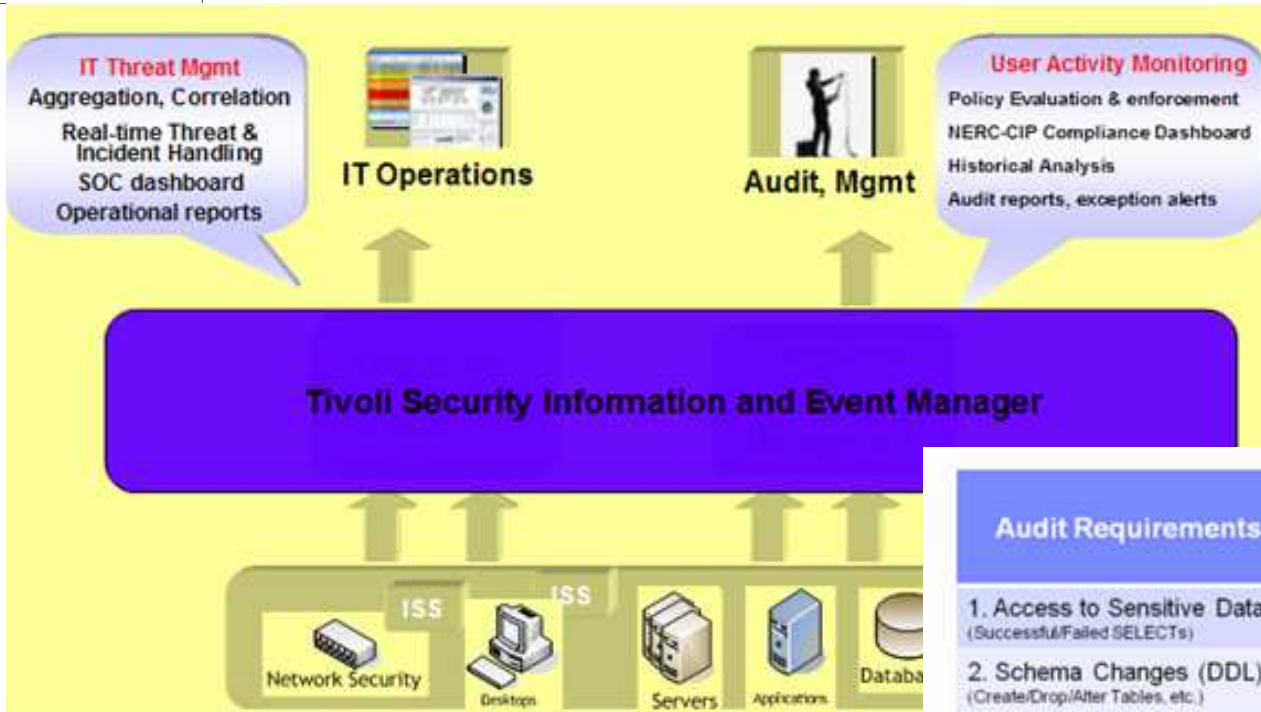 IT Threat Mgmt
Aggregation, Correlation
Real-time Threat &
Incident Handling
SOC dashboard
Operational reports
IT Operations
Audit, Mgmt
User Activity Monitoring
Policy Evaluation & enforcement
NERC-CIP Compliance Dashboard
Historical Analysis
Audit reports, exception alerts
Tivoli Security Information and Event Manager
ISS
ISS
Network Security
Desktops
Servers
Applications
Databa
Audit Requirements
1. Access to Sensitive Data
(Successful/Failed SELECTs)
2. Schema Changes (DDL)
(Create/Drop/Alter Tables, etc.)